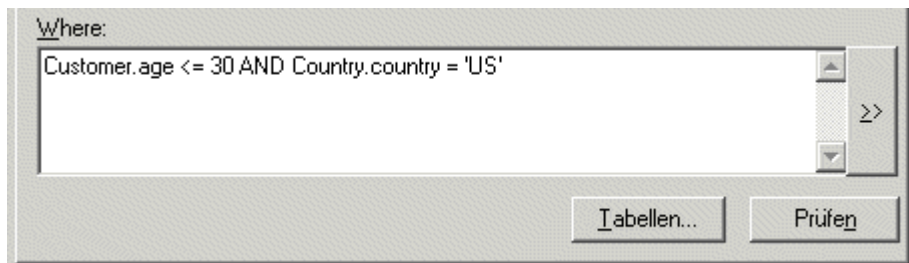 Where:
Customer.age <= 30 AND Country.country = 'US'
>>
Tabellen... Prüfen